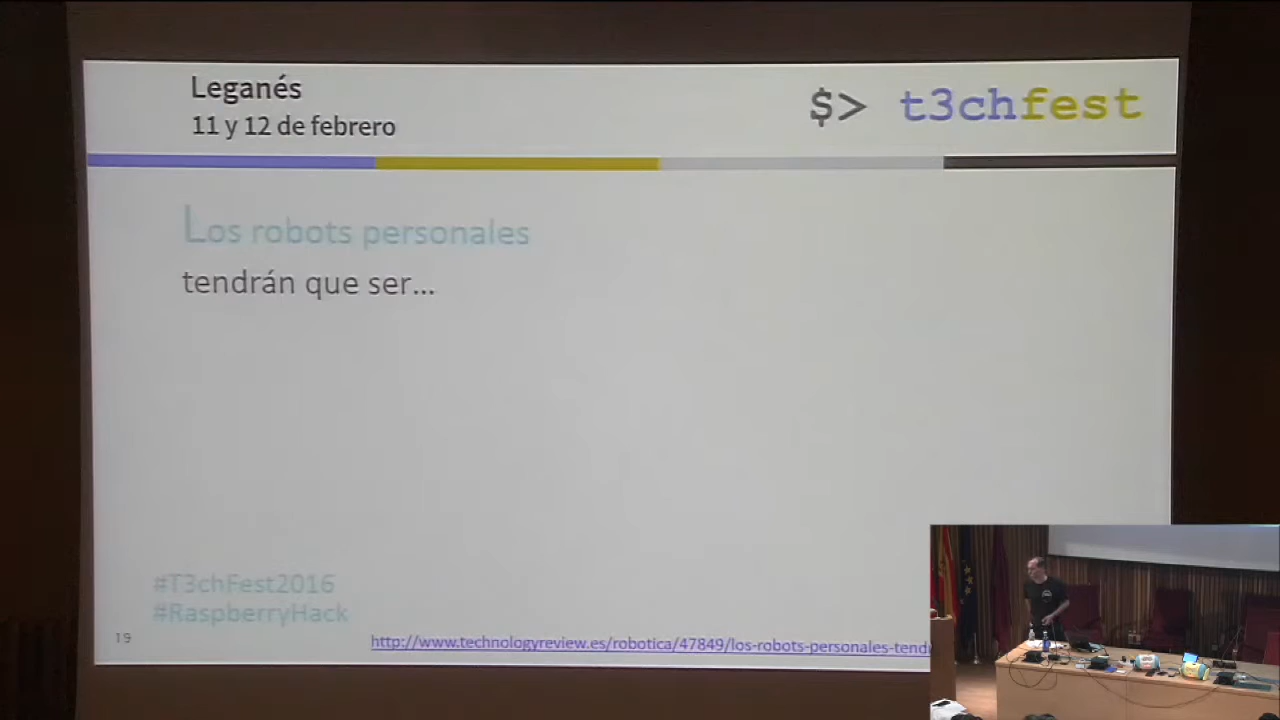 Leganés
11 y 12 de febrero
$> t3chfest
Los robots personales
tendrán que ser...
#T3chFest2016
#RaspberryHack
19
http://www.technologyreview.es/robotica/47849/los-robots-personales-tend